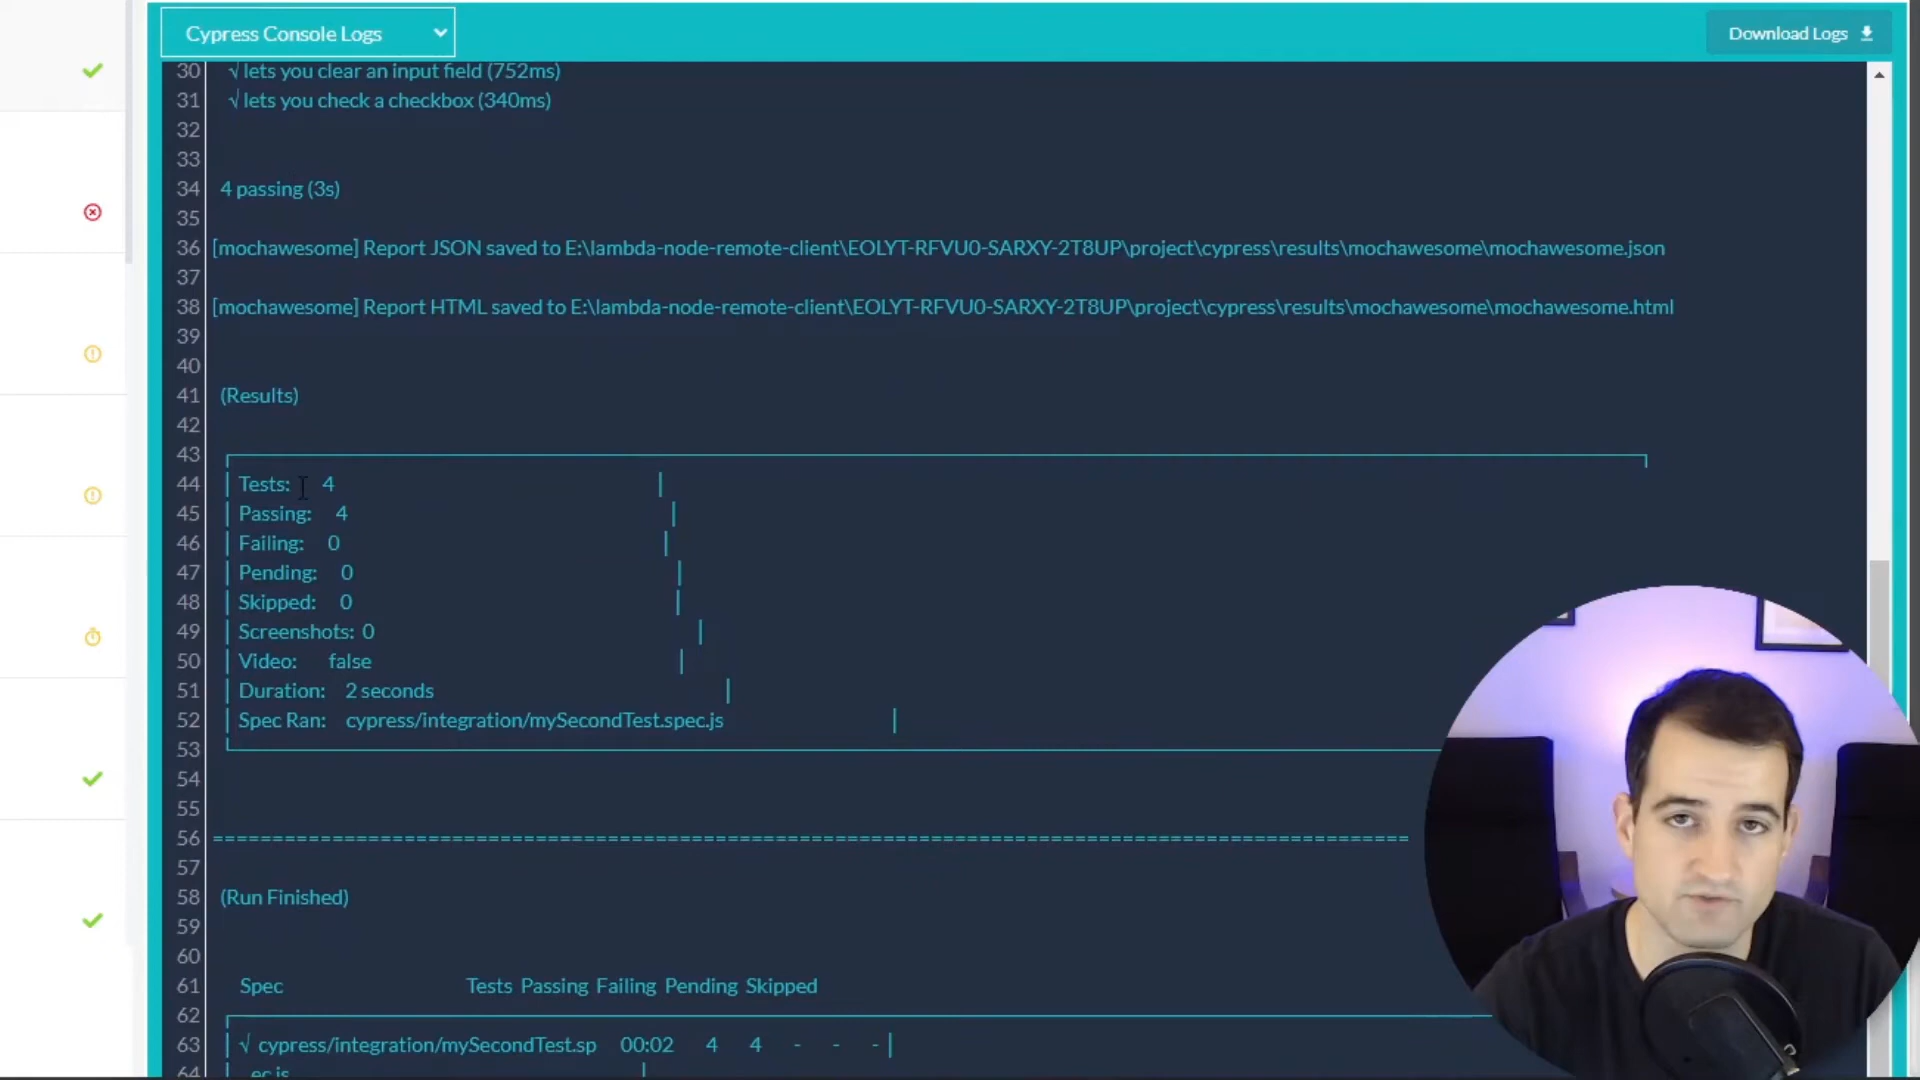 Cypress Console Logs
Download Logs
30 √ lets you clear an input field (752ms)
31 √ lets you check a checkbox (340ms)
32
33
34 4 passing (3s)
35
36 [mochawesome] Report JSON saved to E:\lambda-node-remote-client\EOLYT-RFVU0-SARXY-2T8UP\project\cypress\results\mochawesome\mochawesome.json
37
38 [mochawesome] Report HTML saved to E:\lambda-node-remote-client\EOLYT-RFVU0-SARXY-2T8UP\project\cypress\results\mochawesome\mochawesome.html
39
40
41 (Results)
42
43
44 Tests: 4
45 Passing: 4
46 Failing: 0
47 Pending: 0
48 Skipped: 0
49 Screenshots: 0
50 Video: false
51 Duration: 2 seconds
52 Spec Ran: cypress/integration/mySecondTest.spec.js
53
54
55
56 ==========================================================================================
57
58 (Run Finished)
59
60
61 Spec Tests Passing Failing Pending Skipped
62
63 √ cypress/integration/mySecondTest.sp 00:02 4 4 - - -
64 ec.js